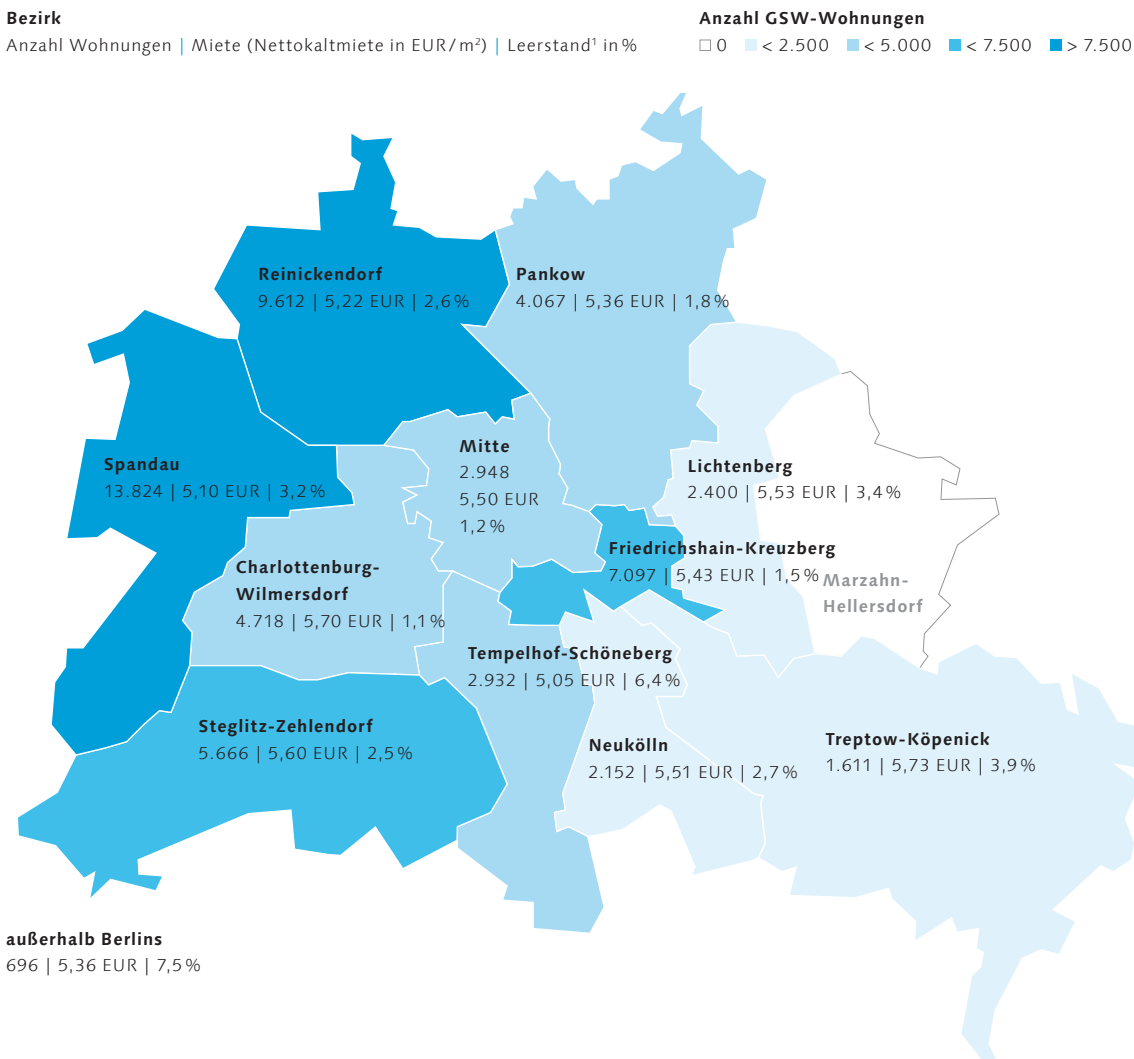 Bezirk
Anzahl Wohnungen | Miete (Nettokaltmiete in EUR/m²) | Leerstand¹ in %
Anzahl GSW-Wohnungen
0 < 2.500 < 5.000 < 7.500 > 7.500
Reinickendorf
9.612 | 5,22 EUR | 2,6 %
Pankow
4.067 | 5,36 EUR | 1,8 %
Mitte
2.948
5,50 EUR
1,2 %
Spandau
13.824 | 5,10 EUR | 3,2 %
Lichtenberg
2.400 | 5,53 EUR | 3,4 %
Friedrichshain-Kreuzberg
7.097 | 5,43 EUR | 1,5 %
Marzahn-
Hellersdorf
Charlottenburg-
Wilmersdorf
4.718 | 5,70 EUR | 1,1 %
Tempelhof-Schöneberg
2.932 | 5,05 EUR | 6,4 %
Steglitz-Zehlendorf
5.666 | 5,60 EUR | 2,5 %
Neukölln
2.152 | 5,51 EUR | 2,7 %
Treptow-Köpenick
1.611 | 5,73 EUR | 3,9 %
außerhalb Berlins
696 | 5,36 EUR | 7,5 %